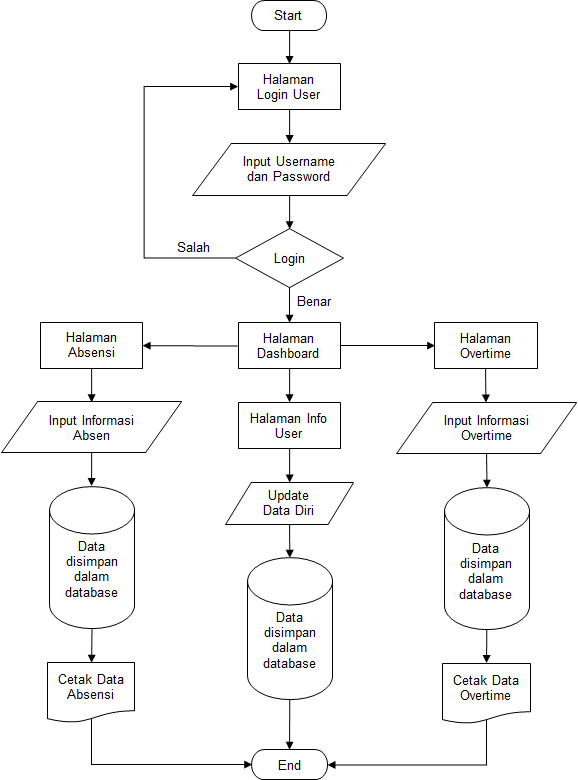 Start
Halaman
Login User
Input Username
dan Password
Salah
Login
Benar
Halaman
Absensi
Halaman
Dashboard
Halaman
Overtime
Input Informasi
Absen
Halaman Info
User
Input Informasi
Overtime
Update
Data Diri
Data
disimpan
dalam
database
Data
disimpan
dalam
database
Data
disimpan
dalam
database
Cetak Data
Absensi
Cetak Data
Overtime
End